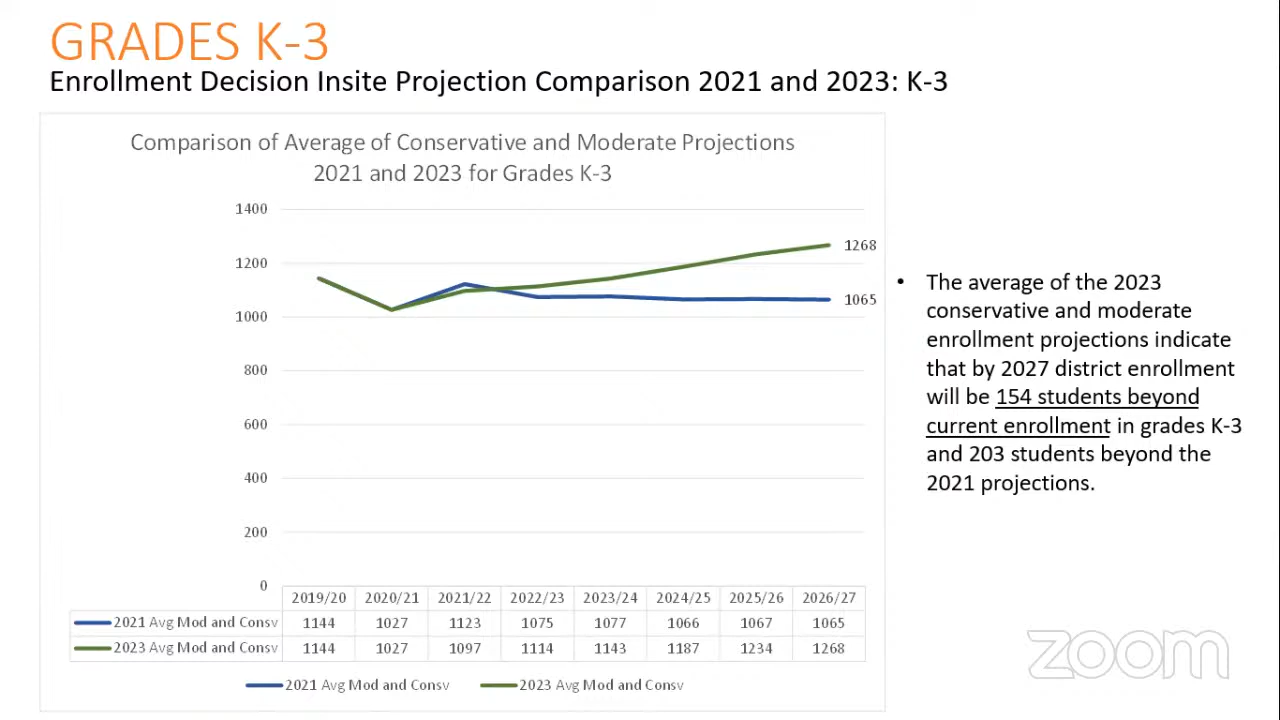 GRADES K-3
Enrollment Decision Insite Projection Comparison 2021 and 2023: K-3
Comparison of Average of Conservative and Moderate Projections
2021 and 2023 for Grades K-3
1400
1200
1000
800
600
400
200
0
1268
1065
2019/20 2020/21 2021/22 2022/23 2023/24 2024/25 2025/26 2026/27
2021 Avg Mod and Consv 1144 1027 1123 1075 1077 1066 1067 1065
2023 Avg Mod and Consv 1144 1027 1097 1114 1143 1187 1234 1268
2021 Avg Mod and Consv 2023 Avg Mod and Consv
• The average of the 2023
conservative and moderate
enrollment projections indicate
that by 2027 district enrollment
will be 154 students beyond
current enrollment in grades K-3
and 203 students beyond the
2021 projections.
zoom